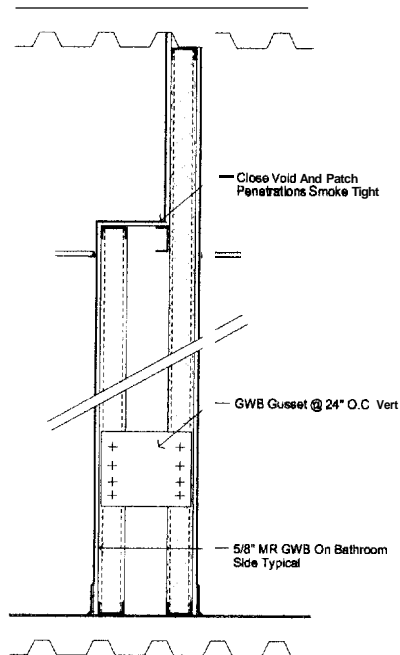 Close Void And Patch
Penetrations Smoke Tight
GWB Gusset @ 24" O.C Vert
5/8" MR GWB On Bathroom
Side Typical